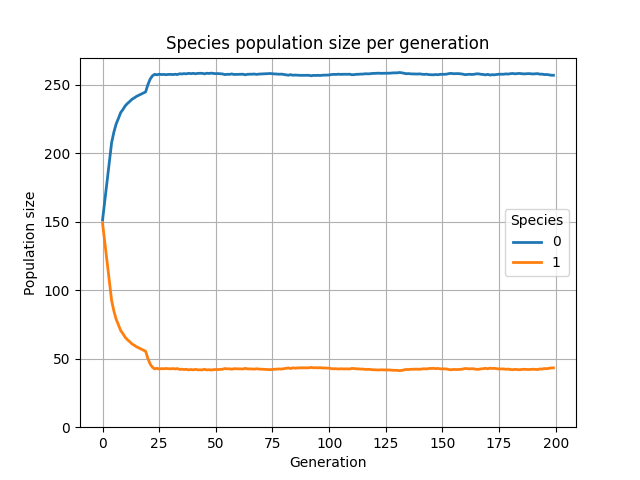 Species population size per generation
Population size
250
200
150
100
50
0
Species
0
1
0 25 50 75 100 125 150 175 200
Generation